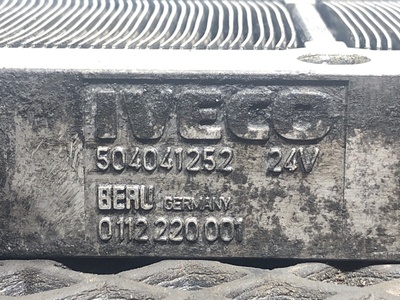 IVECO
504041252 24V
BERU GERMANY
0112 220 001